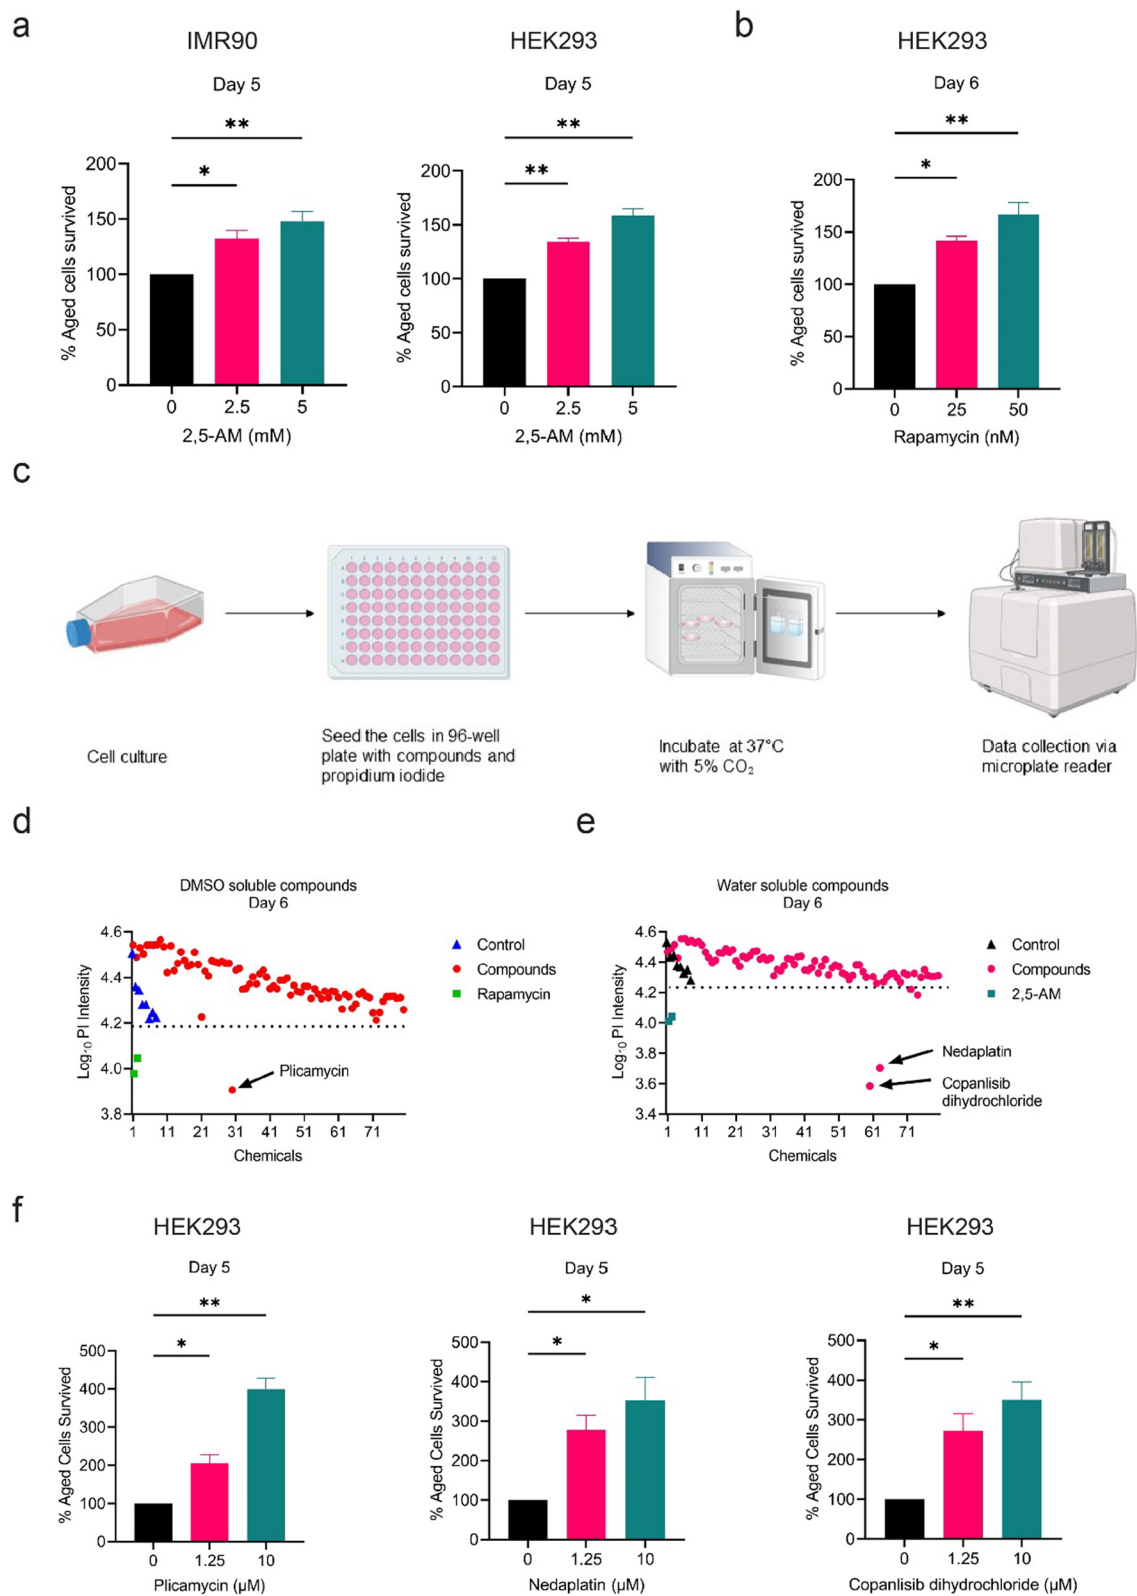 a
IMR90
Day 5
**
*
200
150
100
50
0
% Aged cells survived
0 2.5 5
2,5-AM (mM)
HEK293
Day 5
**
**
200
150
100
50
0
% Aged cells survived
0 2.5 5
2,5-AM (mM)
b
HEK293
Day 6
**
*
200
150
100
50
0
% Aged cells survived
0 25 50
Rapamycin (nM)
c
Cell culture
Seed the cells in 96-well
plate with compounds and
propidium iodide
Incubate at 37°C
with 5% CO₂
Data collection via
microplate reader
d
DMSO soluble compounds
Day 6
4.6
4.4
4.2
4.0
3.8
Log₁₀ PI Intensity
1 11 21 31 41 51 61 71
Chemicals
Plicamycin
Control
Compounds
Rapamycin
e
Water soluble compounds
Day 6
4.6
4.4
4.2
4.0
3.8
3.6
3.4
Log₁₀ PI Intensity
1 11 21 31 41 51 61 71
Chemicals
Nedaplatin
Copanlisib
dihydrochloride
Control
Compounds
2,5-AM
f
HEK293
Day 5
**
*
500
400
300
200
100
0
% Aged Cells Survived
0 1.25 10
Plicamycin (µM)
HEK293
Day 5
*
*
500
400
300
200
100
0
% Aged Cells Survived
0 1.25 10
Nedaplatin (µM)
HEK293
Day 5
**
*
500
400
300
200
100
0
% Aged Cells Survived
0 1.25 10
Copanlisib dihydrochloride (µM)